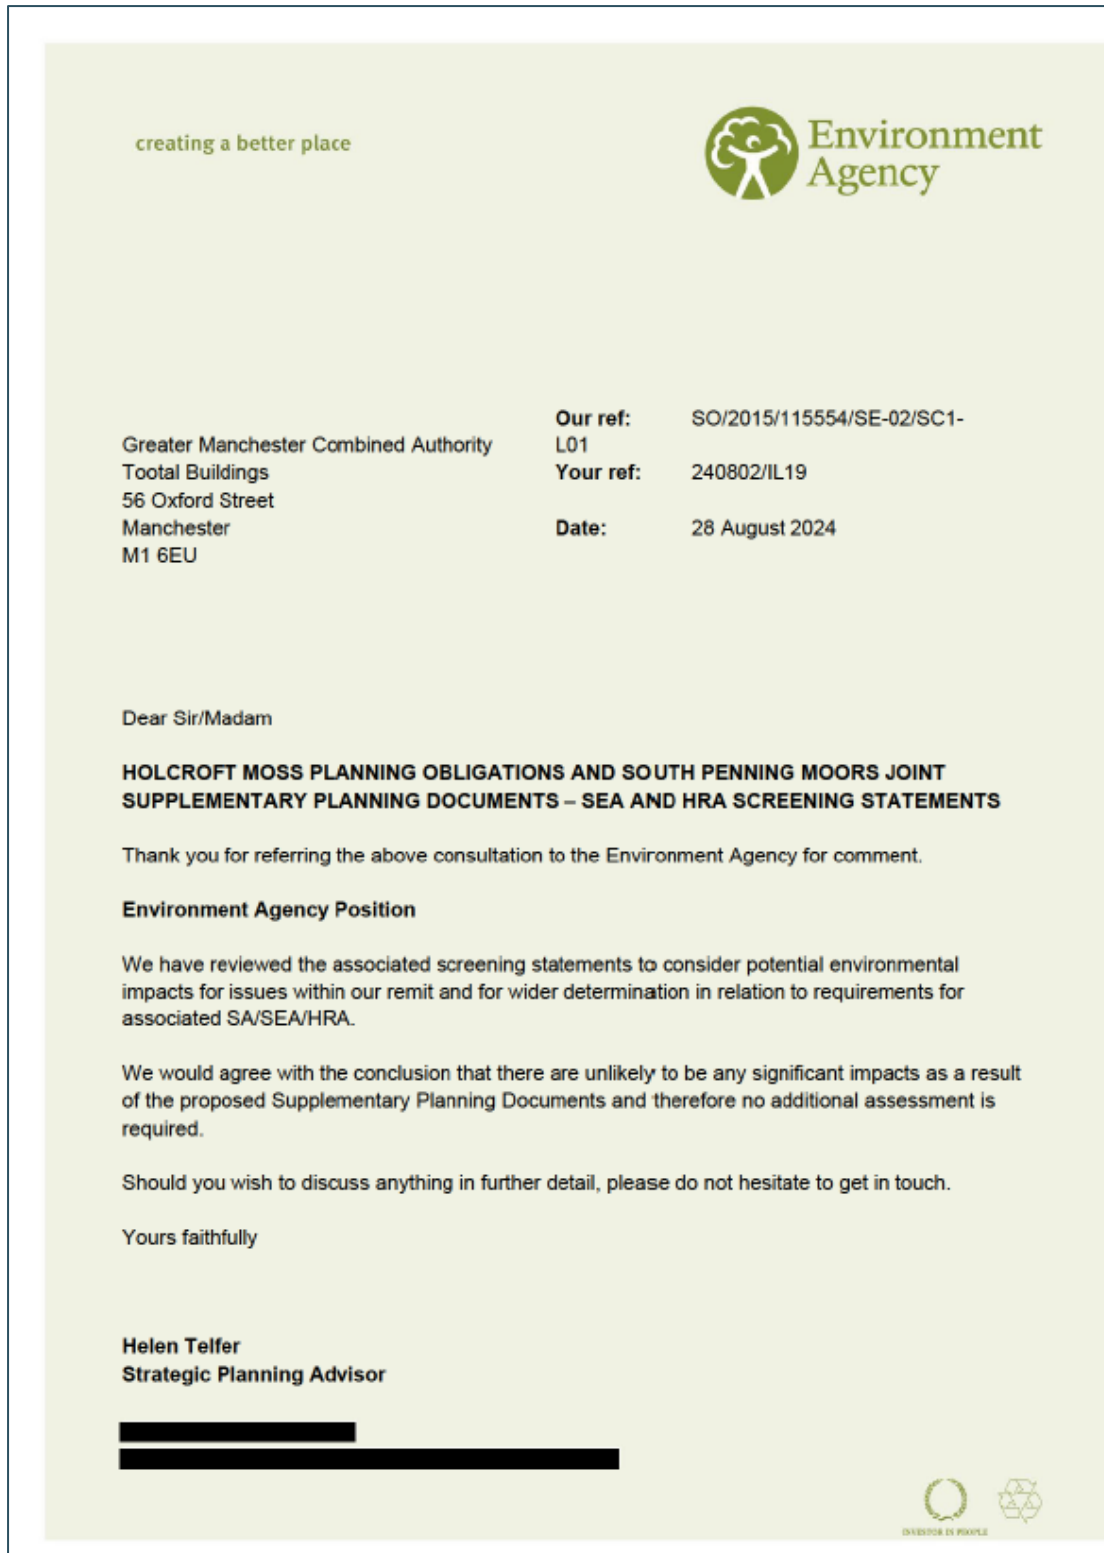 creating a better place
Environment
Agency
Greater Manchester Combined Authority
Tootal Buildings
56 Oxford Street
Manchester
M1 6EU
Our ref: SO/2015/115554/SE-02/SC1-
L01
Your ref: 240802/IL19
Date: 28 August 2024
Dear Sir/Madam
HOLCROFT MOSS PLANNING OBLIGATIONS AND SOUTH PENNING MOORS JOINT
SUPPLEMENTARY PLANNING DOCUMENTS – SEA AND HRA SCREENING STATEMENTS
Thank you for referring the above consultation to the Environment Agency for comment.
Environment Agency Position
We have reviewed the associated screening statements to consider potential environmental
impacts for issues within our remit and for wider determination in relation to requirements for
associated SA/SEA/HRA.
We would agree with the conclusion that there are unlikely to be any significant impacts as a result
of the proposed Supplementary Planning Documents and therefore no additional assessment is
required.
Should you wish to discuss anything in further detail, please do not hesitate to get in touch.
Yours faithfully
Helen Telfer
Strategic Planning Advisor
INVESTOR IN PEOPLE